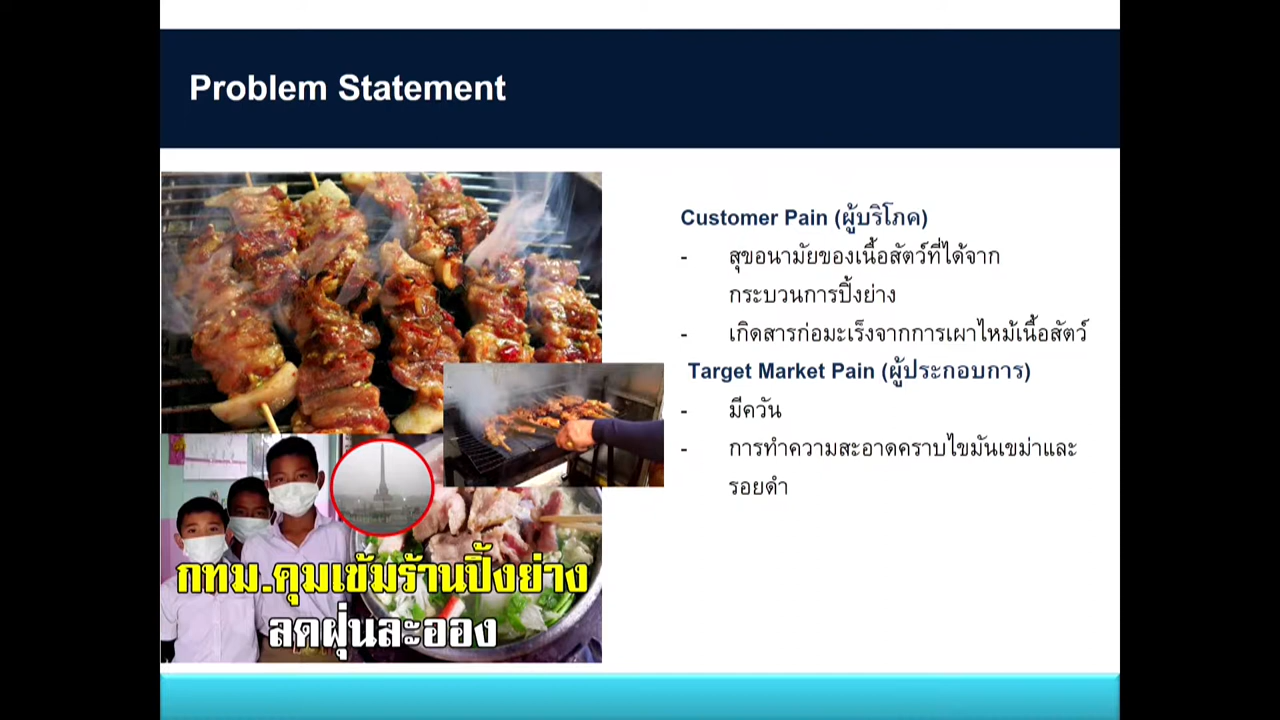 Problem Statement
Customer Pain (ผู้บริโภค)
- สุขอนามัยของเนื้อสัตว์ที่ได้จาก
กระบวนการปิ้งย่าง
- เกิดสารก่อมะเร็งจากการเผาไหม้เนื้อสัตว์
Target Market Pain (ผู้ประกอบการ)
- มีควัน
- การทำความสะอาดคราบไขมันเขม่าและ
รอยดำ
กทม.คุมเข้มร้านปิ้งย่าง
ลดฝุ่นละออง